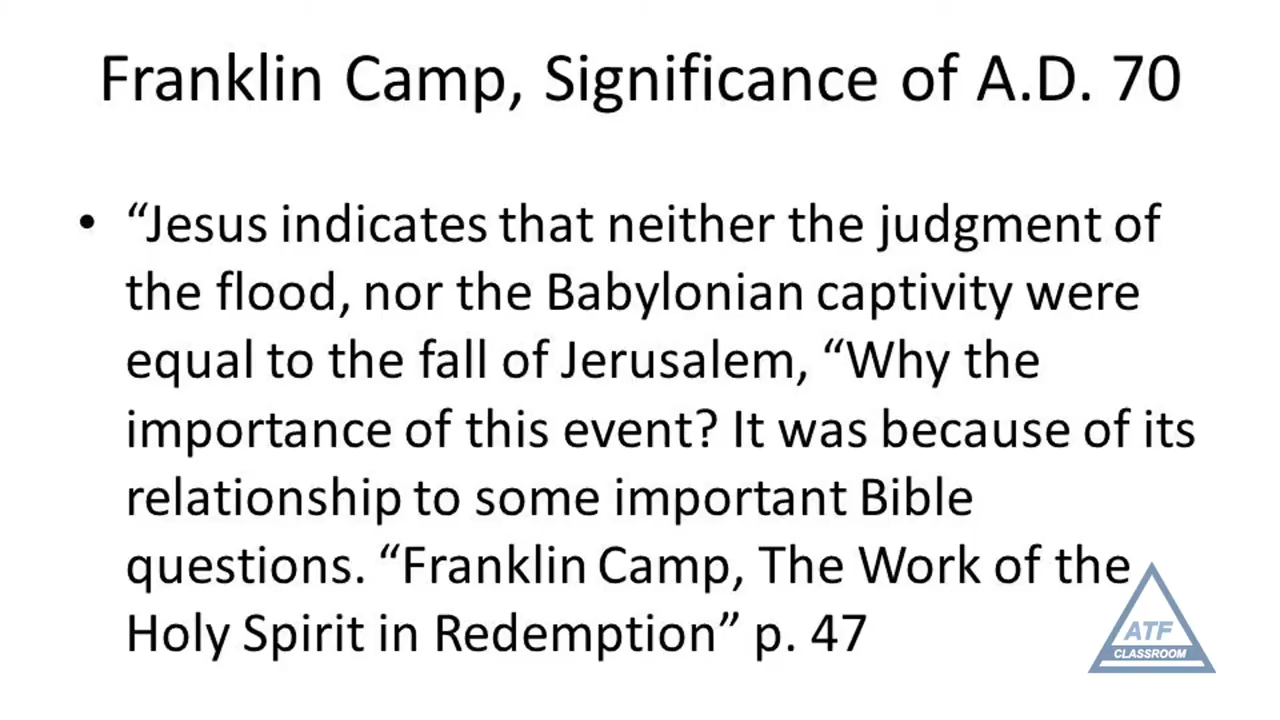 Franklin Camp, Significance of A.D. 70
• “Jesus indicates that neither the judgment of
the flood, nor the Babylonian captivity were
equal to the fall of Jerusalem, “Why the
importance of this event? It was because of its
relationship to some important Bible
questions. “Franklin Camp, The Work of the
Holy Spirit in Redemption” p. 47
ATF
CLASSROOM